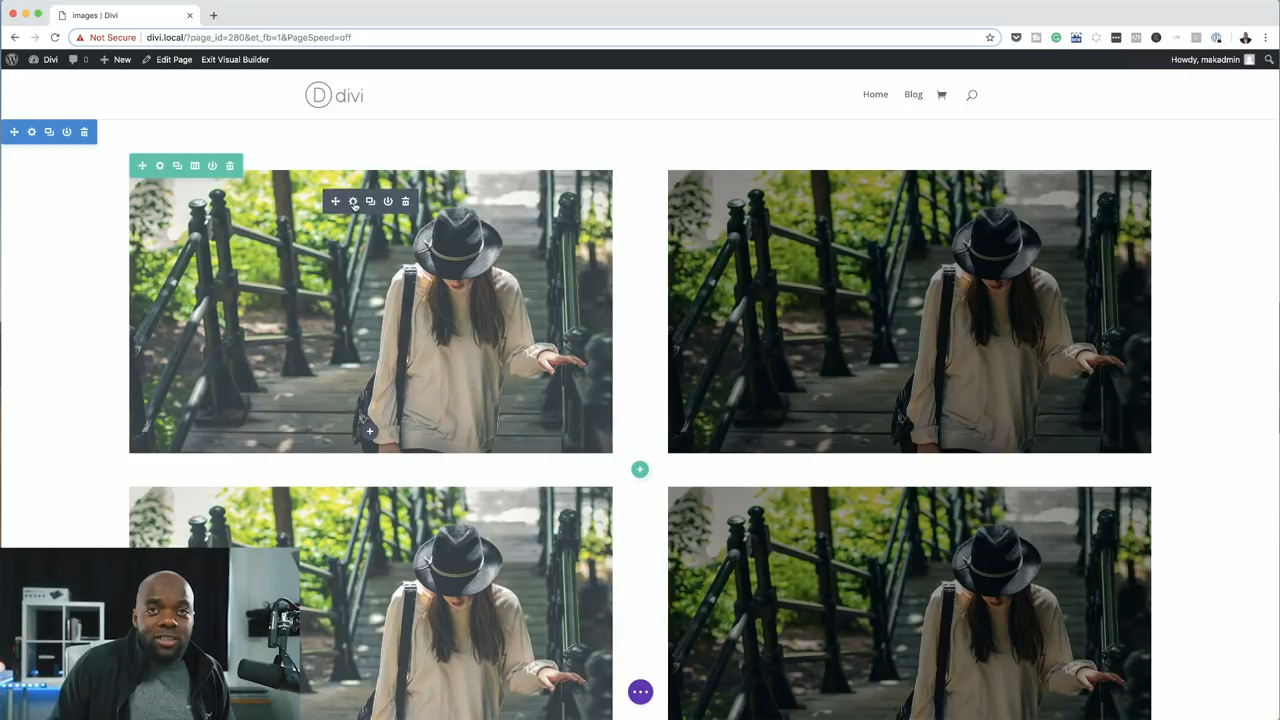 images | Divi
Not Secure divi.local/?page_id=280&et_fb=1&PageSpeed=off
Divi 0 New Edit Page Exit Visual Builder Howdy, makadmin
D divi Home Blog